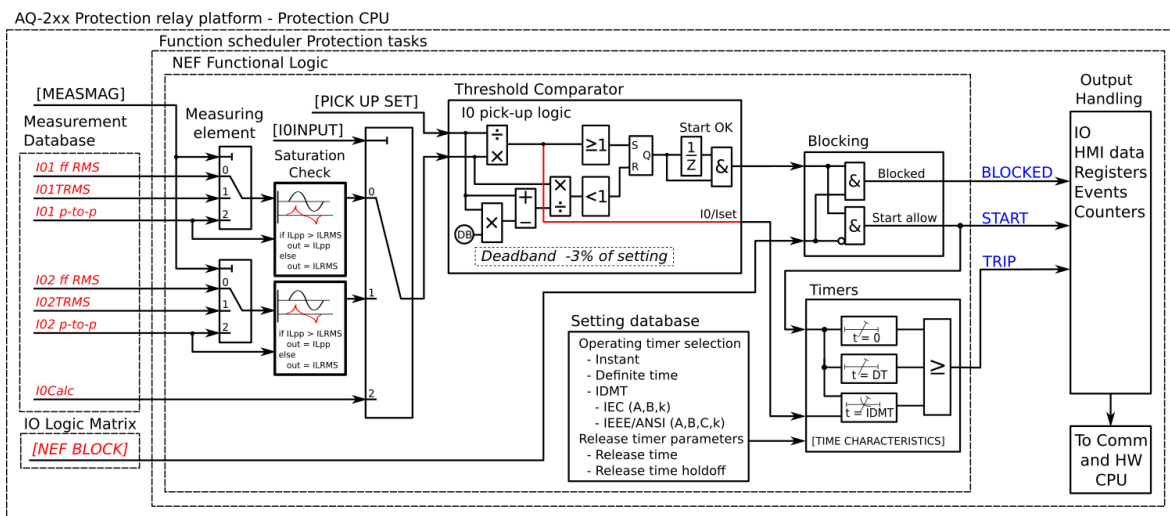 AQ-2xx Protection relay platform - Protection CPU
Function scheduler Protection tasks
NEF Functional Logic
[MEASMAG]
Measurement
Database
I01 ff RMS
I01TRMS
I01 p-to-p
I02 ff RMS
I02TRMS
I02 p-to-p
I0Calc
IO Logic Matrix
[NEF BLOCK]
Measuring
element
0
1
2
0
1
2
[I0INPUT]
Saturation
Check
if ILpp > ILRMS
out = ILpp
else
out = ILRMS
if ILpp > ILRMS
out = ILpp
else
out = ILRMS
0
1
2
[PICK UP SET]
Threshold Comparator
I0 pick-up logic
÷
×
≥1
S
Q
R
Start OK
1
Z
&
×
÷
<1
+
−
×
DB
I0/Iset
Deadband -3% of setting
Blocking
&
Blocked
&
Start allow
BLOCKED
START
TRIP
Timers
t = 0
t = DT
t = IDMT
≥
[TIME CHARACTERISTICS]
Setting database
Operating timer selection
- Instant
- Definite time
- IDMT
- IEC (A,B,k)
- IEEE/ANSI (A,B,C,k)
Release timer parameters
- Release time
- Release time holdoff
Output
Handling
IO
HMI data
Registers
Events
Counters
To Comm
and HW
CPU